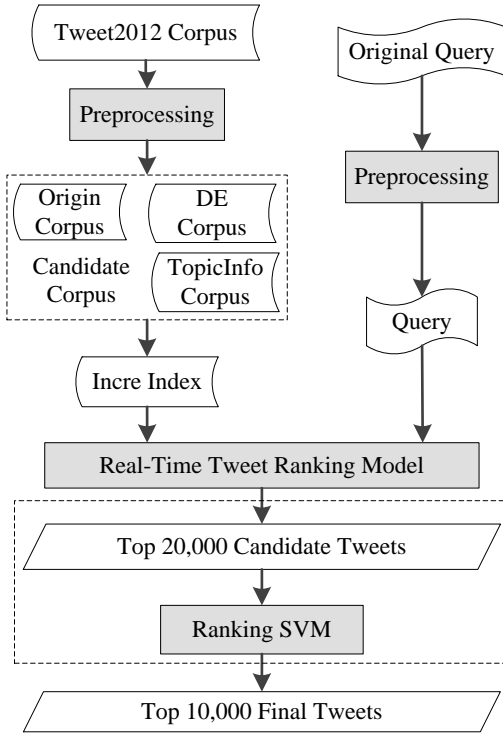 Tweet2012 Corpus
Original Query
Preprocessing
Preprocessing
Origin
Corpus
DE
Corpus
Candidate
Corpus
TopicInfo
Corpus
Query
Incre Index
Real-Time Tweet Ranking Model
Top 20,000 Candidate Tweets
Ranking SVM
Top 10,000 Final Tweets